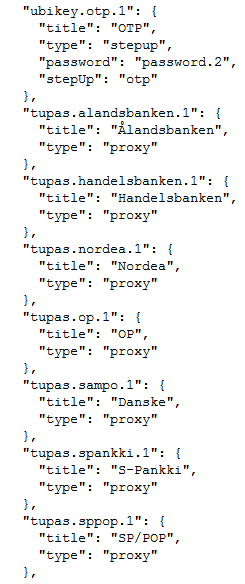 "ubikey.otp.1": {
"title": "OTP",
"type": "stepup",
"password": "password.2",
"stepUp": "otp"
},
"tupas.alandsbanken.1": {
"title": "Ålandsbanken",
"type": "proxy"
},
"tupas.handelsbanken.1": {
"title": "Handelsbanken",
"type": "proxy"
},
"tupas.nordea.1": {
"title": "Nordea",
"type": "proxy"
},
"tupas.op.1": {
"title": "OP",
"type": "proxy"
},
"tupas.sampo.1": {
"title": "Danske",
"type": "proxy"
},
"tupas.spankki.1": {
"title": "S-Pankki",
"type": "proxy"
},
"tupas.sppop.1": {
"title": "SP/POP",
"type": "proxy"
},